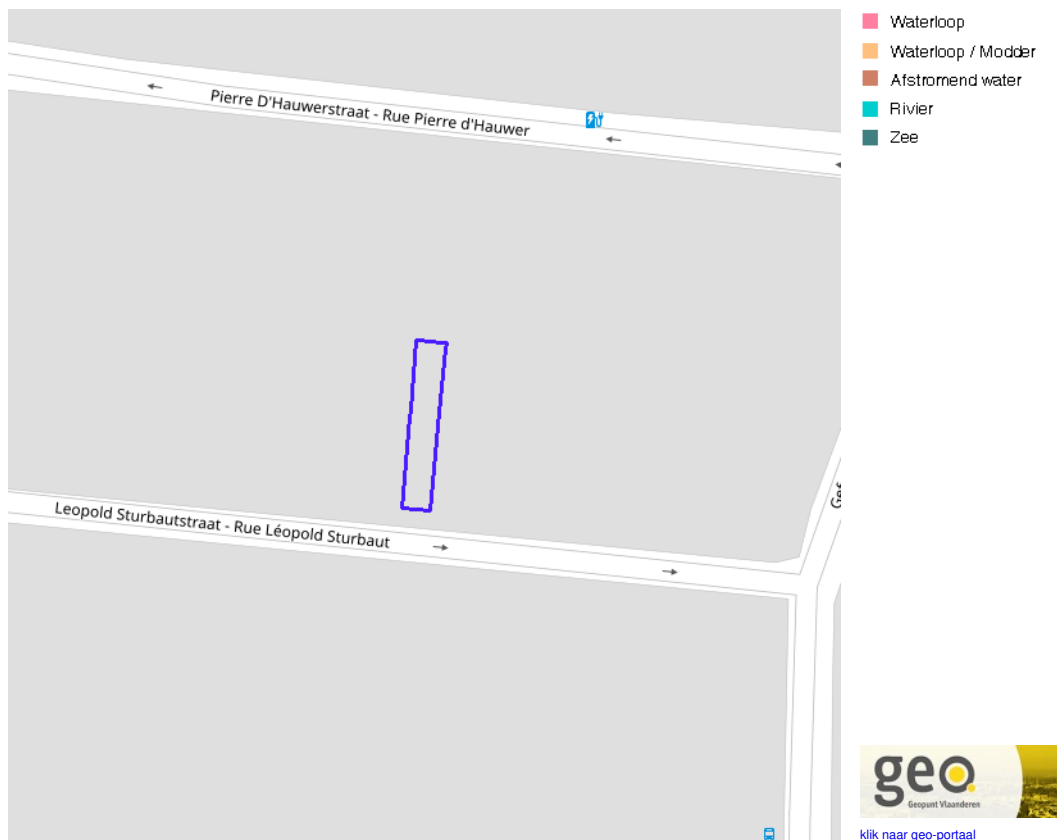 Waterloop
Waterloop / Modder
Afstromend water
Rivier
Zee
Pierre D'Hauwerstraat - Rue Pierre d'Hauwer
Leopold Sturbautstraat - Rue Léopold Sturbaut
geo.
Geopunt Vlaanderen
klik naar geo-portaal